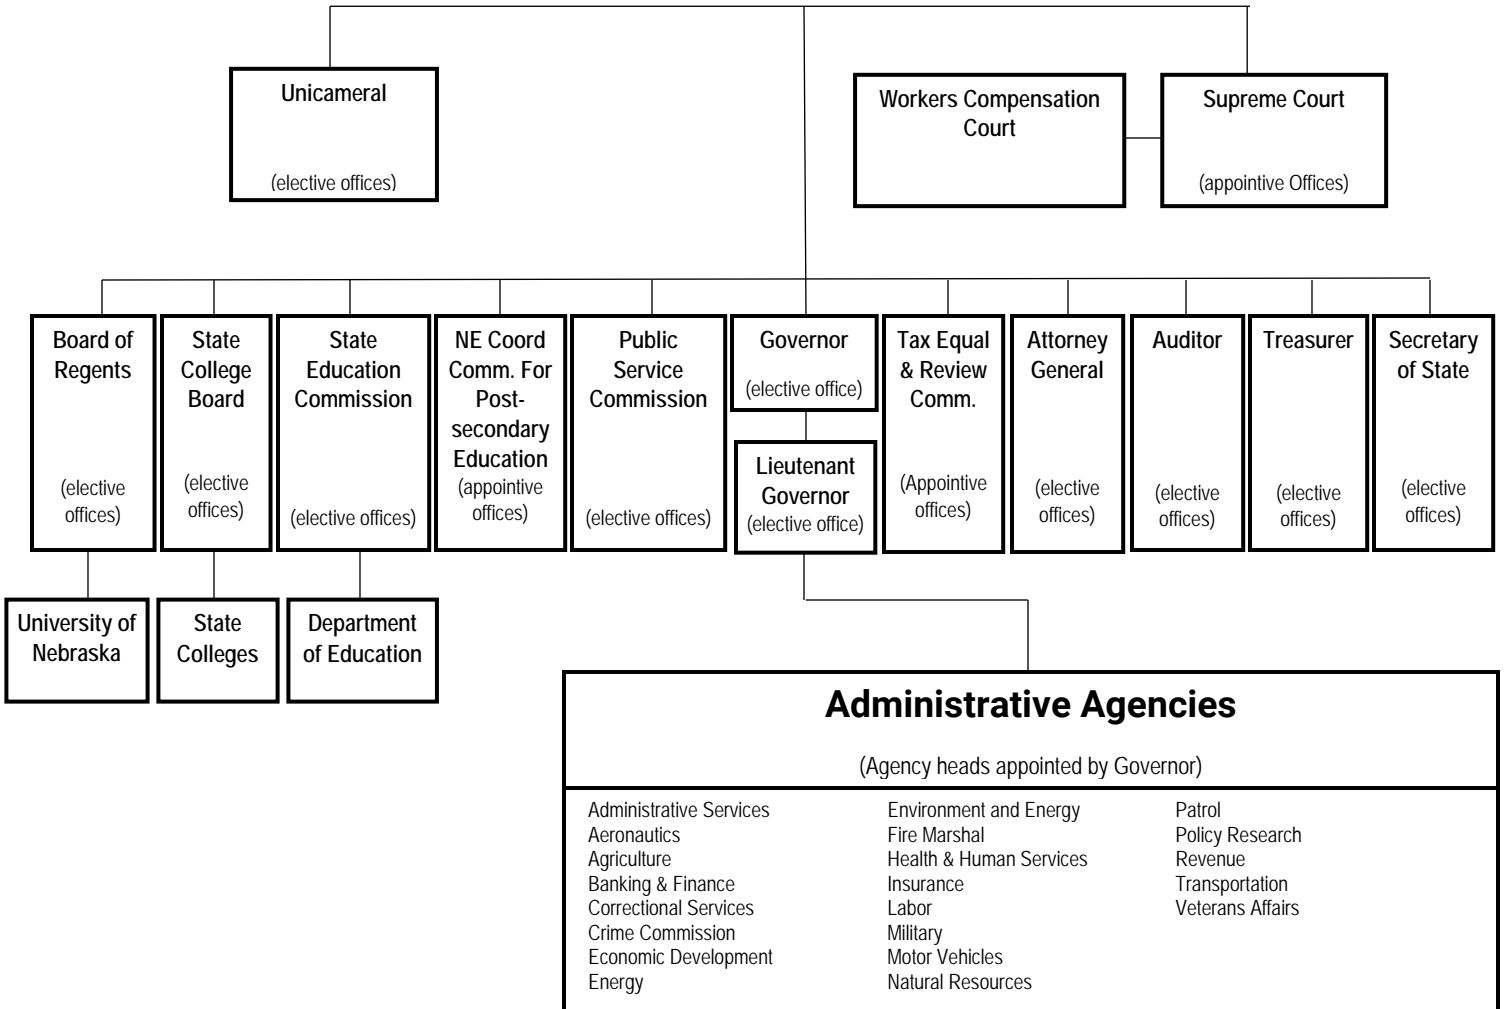 Unicameral
(elective offices)
Workers Compensation
Court
Supreme Court
(appointive Offices)
Board of
Regents
(elective
offices)
State
College
Board
(elective
offices)
State
Education
Commission
(elective offices)
NE Coord
Comm. For
Post-
secondary
Education
(appointive
offices)
Public
Service
Commission
(elective offices)
Governor
(elective office)
Lieutenant
Governor
(elective office)
Tax Equal
& Review
Comm.
(Appointive
offices)
Attorney
General
(elective
offices)
Auditor
(elective
offices)
Treasurer
(elective
offices)
Secretary
of State
(elective
offices)
University of
Nebraska
State
Colleges
Department
of Education
Administrative Agencies
(Agency heads appointed by Governor)
Administrative Services
Aeronautics
Agriculture
Banking & Finance
Correctional Services
Crime Commission
Economic Development
Energy
Environment and Energy
Fire Marshal
Health & Human Services
Insurance
Labor
Military
Motor Vehicles
Natural Resources
Patrol
Policy Research
Revenue
Transportation
Veterans Affairs